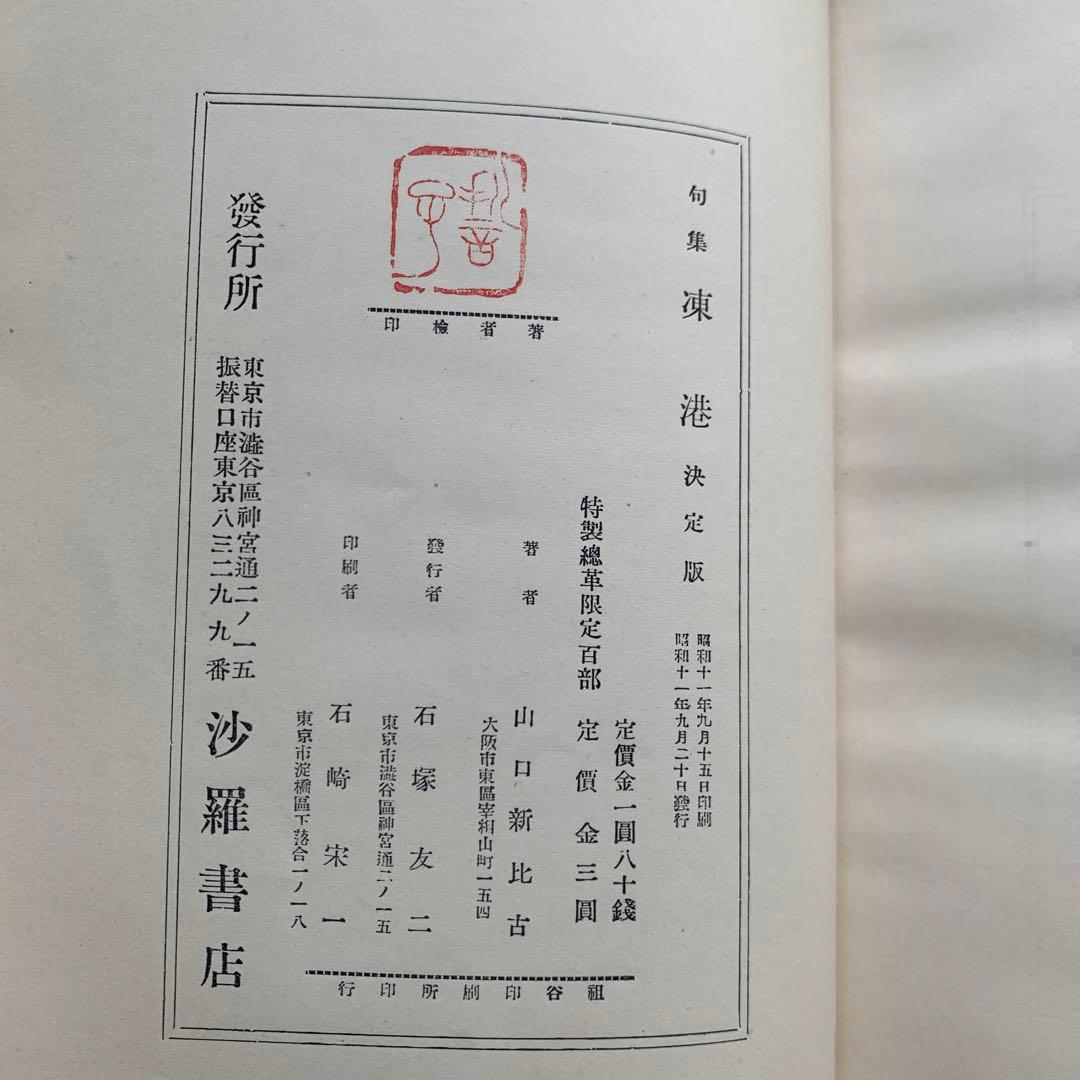 句集 凍港 決定版
昭和十一年九月十五日印刷
昭和十一年九月二十日發行
定價金一圓八十錢
特製總革限定百部 定價金三圓
著者檢印
誓子
著者 山口新比古
大阪市東區宰相山町一五四
發行者 石塚友二
東京市澁谷區神宮通二ノ一五
印刷者 石崎宋一
東京市淀橋區下落合一ノ一八
發行所 東京市澁谷區神宮通二ノ一五
振替口座東京八三二九九番
沙羅書店
祖谷印刷所印行